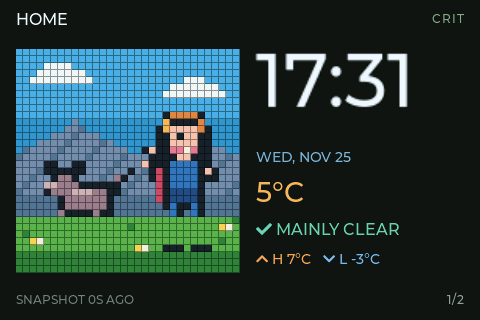 HOME
CRIT
17:31
WED, NOV 25
5°C
MAINLY CLEAR
H 7°C L -3°C
SNAPSHOT 0S AGO
1/2